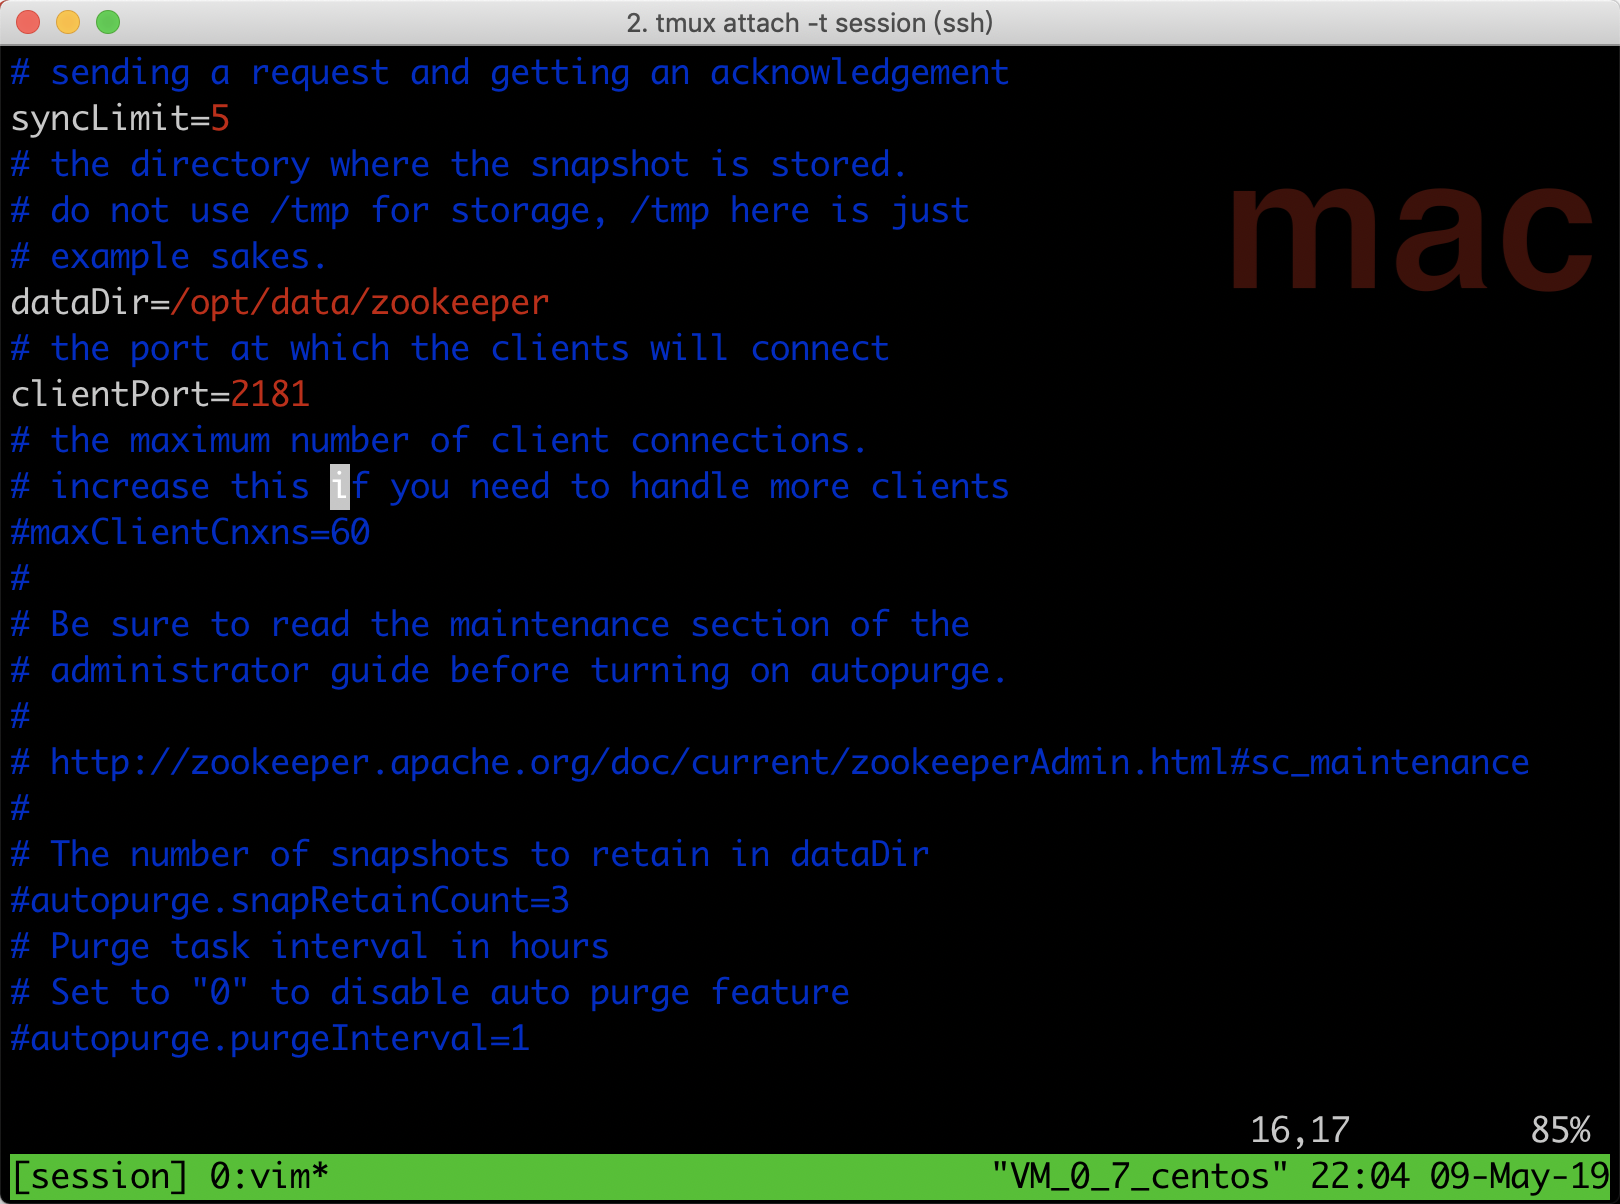 2. tmux attach -t session (ssh)
# sending a request and getting an acknowledgement
syncLimit=5
# the directory where the snapshot is stored.
# do not use /tmp for storage, /tmp here is just
# example sakes.
dataDir=/opt/data/zookeeper
# the port at which the clients will connect
clientPort=2181
# the maximum number of client connections.
# increase this if you need to handle more clients
#maxClientCnxns=60
#
# Be sure to read the maintenance section of the
# administrator guide before turning on autopurge.
#
# http://zookeeper.apache.org/doc/current/zookeeperAdmin.html#sc_maintenance
#
# The number of snapshots to retain in dataDir
#autopurge.snapRetainCount=3
# Purge task interval in hours
# Set to "0" to disable auto purge feature
#autopurge.purgeInterval=1
mac
16,17 85%
[session] 0:vim* "VM_0_7_centos" 22:04 09-May-19